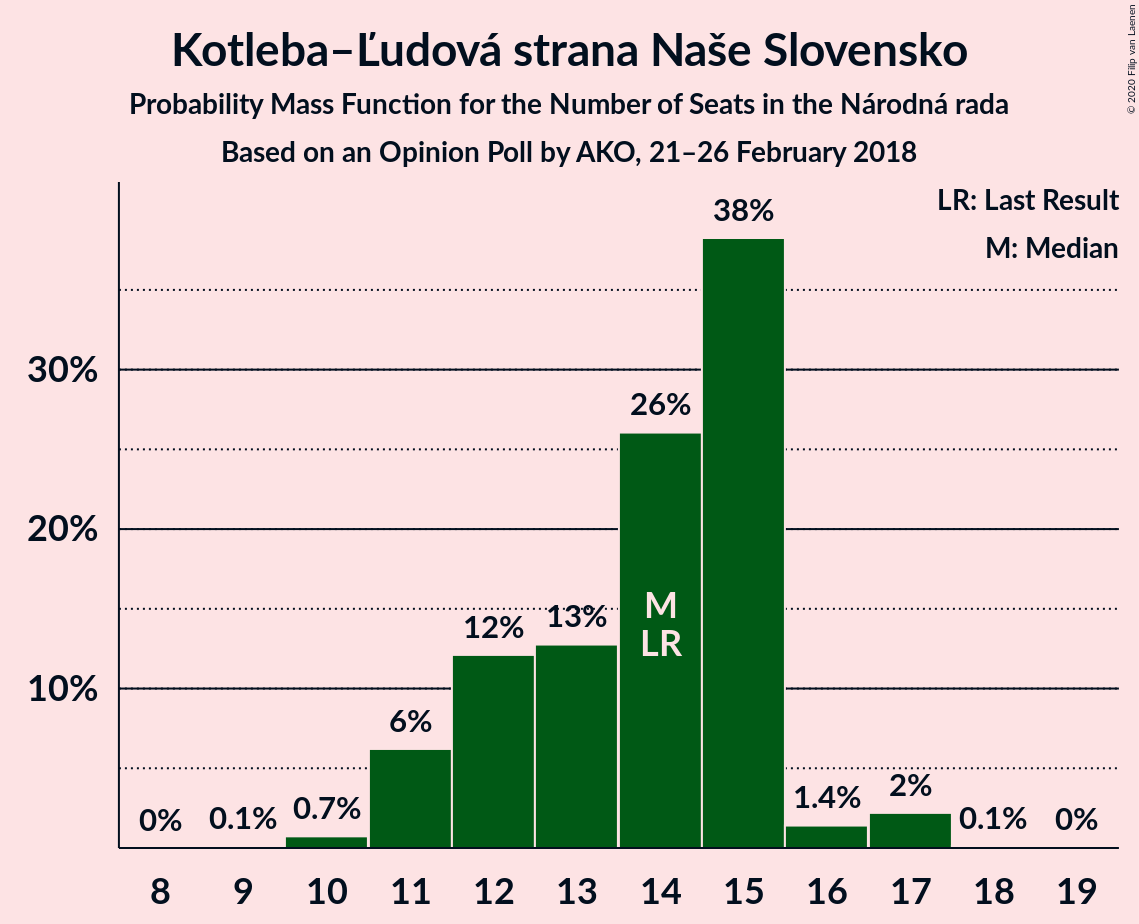 Kotleba–Ľudová strana Naše Slovensko
Probability Mass Function for the Number of Seats in the Národná rada
Based on an Opinion Poll by AKO, 21–26 February 2018
© 2020 Filip van Laenen
LR: Last Result
M: Median
38%
30%
26%
20%
M
LR
13%
12%
10%
6%
2%
1.4%
0.7%
0% 0.1% 0.1% 0%
8 9 10 11 12 13 14 15 16 17 18 19